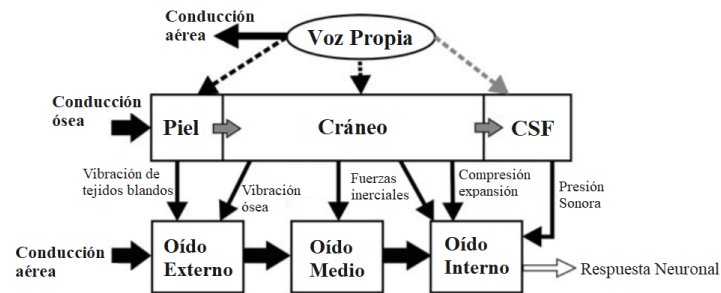 Conducción
aérea
Voz Propia
Conducción
ósea
Piel
Cráneo
CSF
Vibración de
tejidos blandos
Vibración
ósea
Fuerzas
inerciales
Compresión
expansión
Presión
Sonora
Conducción
aérea
Oído
Externo
Oído
Medio
Oído
Interno
Respuesta Neuronal